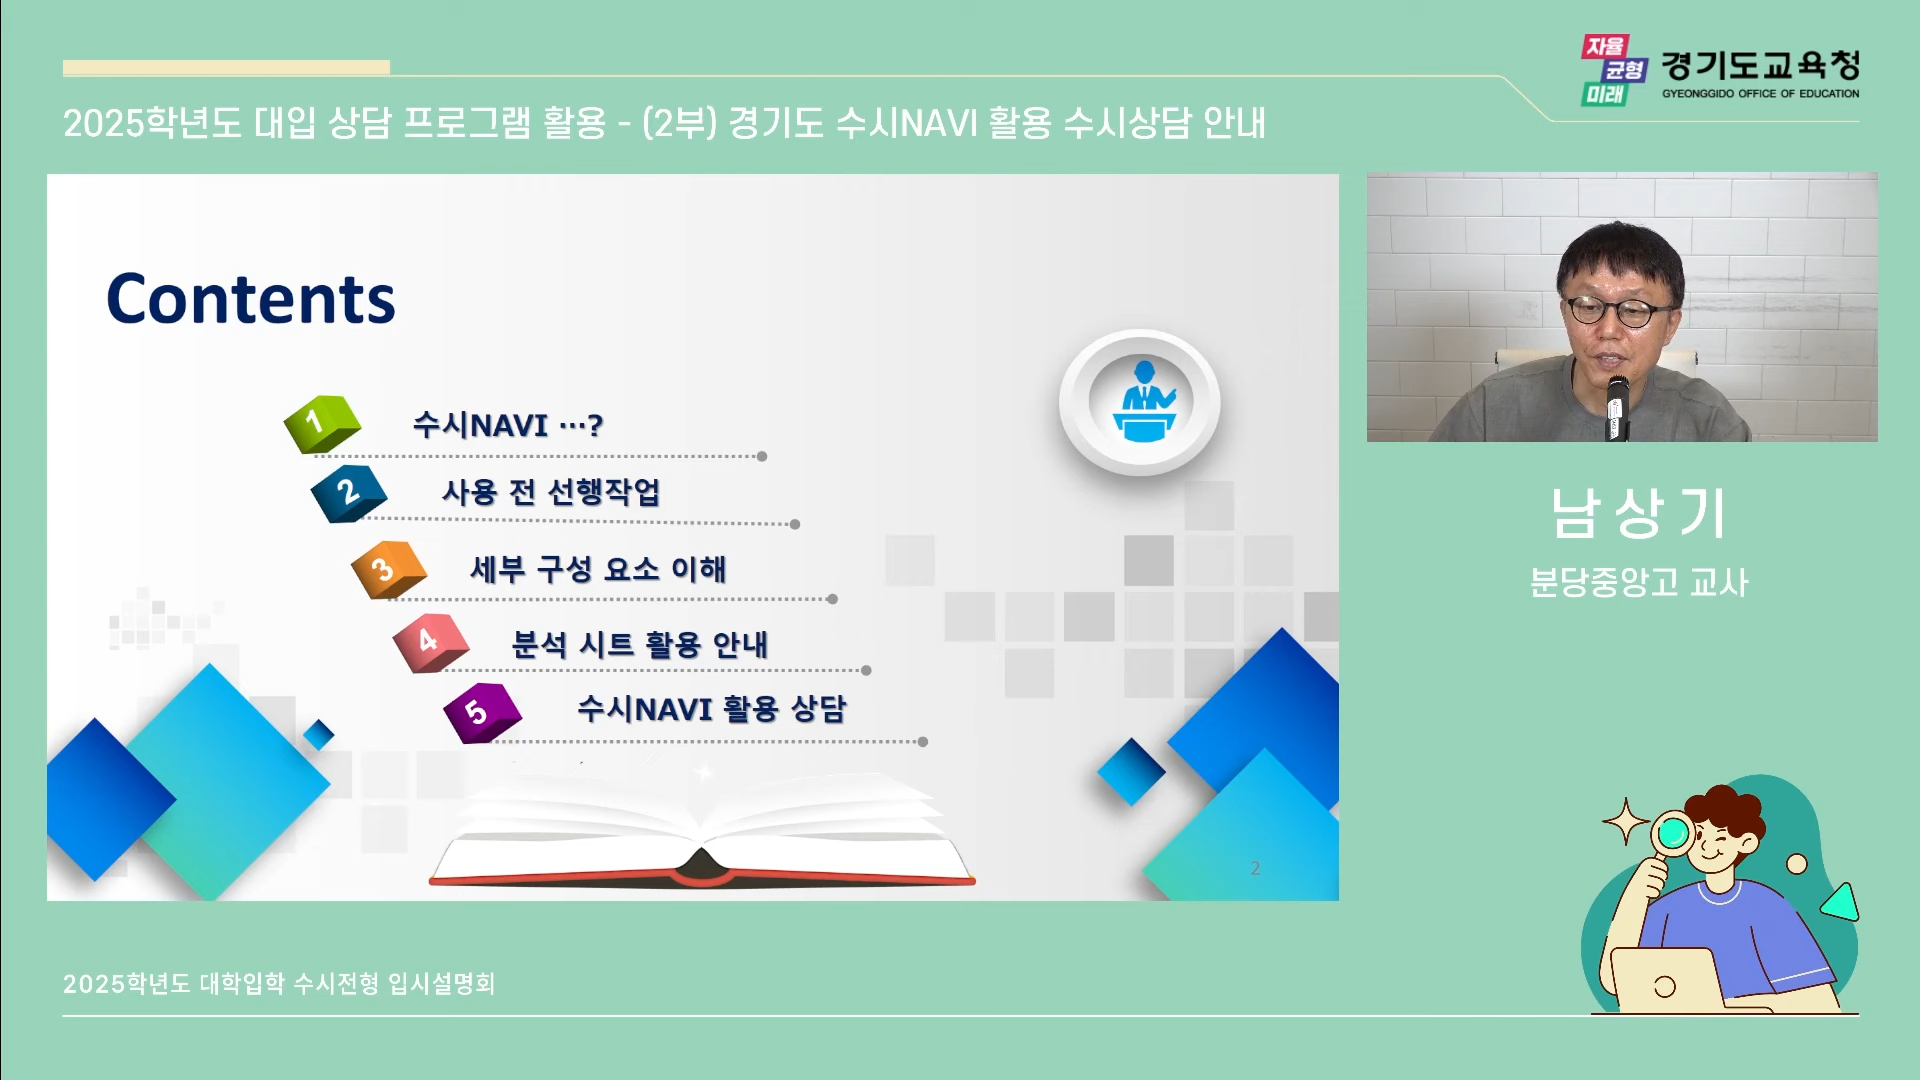 자율
균형
미래
경기도교육청
GYEONGGIDO OFFICE OF EDUCATION
2025학년도 대입 상담 프로그램 활용 - (2부) 경기도 수시NAVI 활용 수시상담 안내
Contents
1 수시NAVI ···?
2 사용 전 선행작업
3 세부 구성 요소 이해
4 분석 시트 활용 안내
5 수시NAVI 활용 상담
2
남상기
분당중앙고 교사
2025학년도 대학입학 수시전형 입시설명회